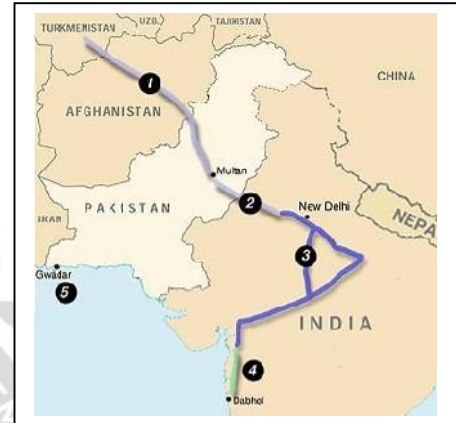 TURKMENISTAN
UZB.
TAJIKISTAN
1
CHINA
AFGHANISTAN
Multan
2
New Delhi
PAKISTAN
NEPA
IRAN
3
Gwadar
5
INDIA
4
Dabhol